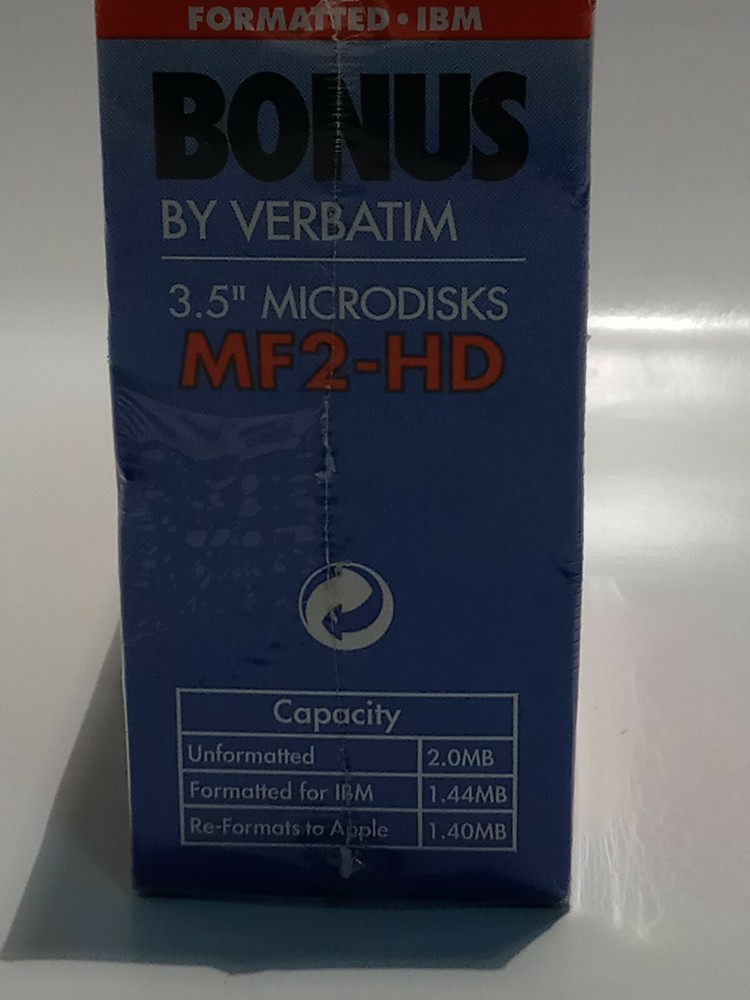 FORMATTED • IBM
BONUS
BY VERBATIM
3.5" MICRODISKS
MF2-HD
Capacity
Unformatted 2.0MB
Formatted for IBM 1.44MB
Re-Formats to Apple 1.40MB